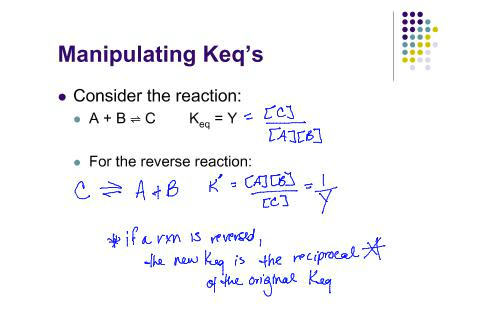 Manipulating Keq's
Consider the reaction:
A + B ⇌ C    Keq = Y = [C] / [A][B]
For the reverse reaction:
C ⇌ A + B    K' = [A][B] / [C] = 1 / Y
* if a rxn is reversed,
the new Keq is the reciprocal *
of the original Keq